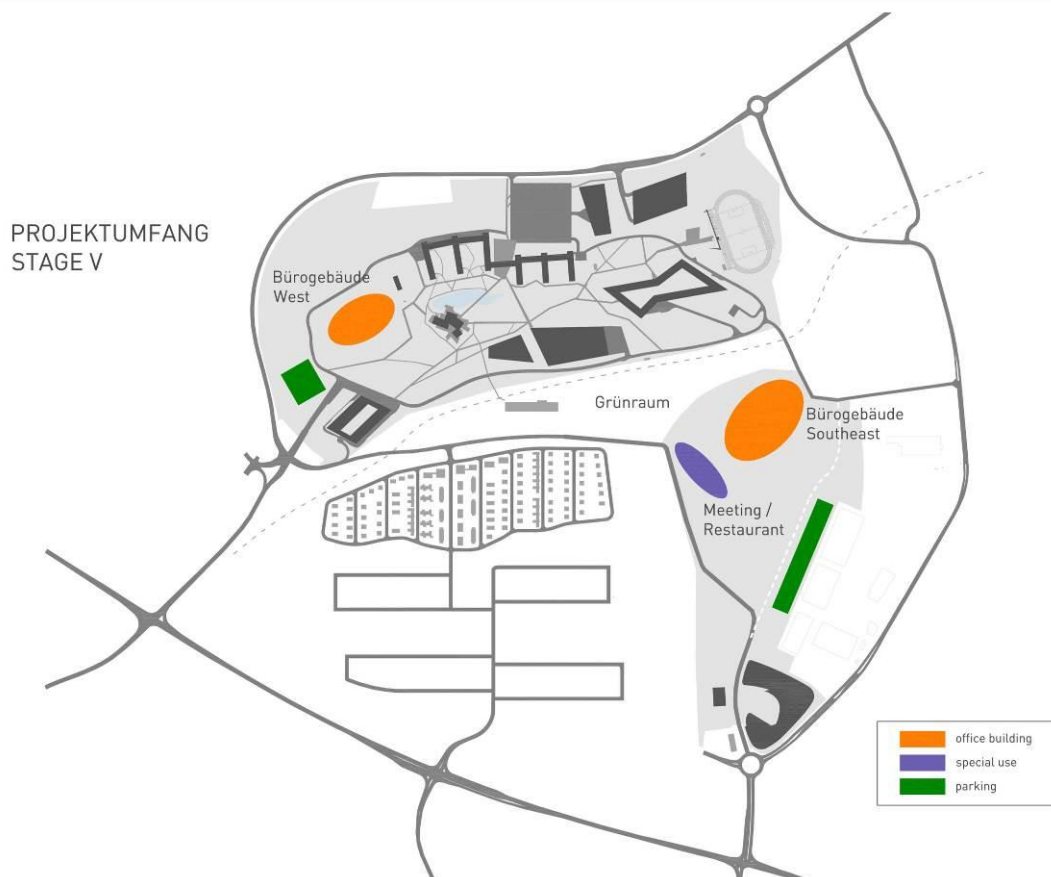 PROJEKTUMFANG
STAGE V
Bürogebäude
West
Grünraum
Bürogebäude
Southeast
Meeting /
Restaurant
office building
special use
parking